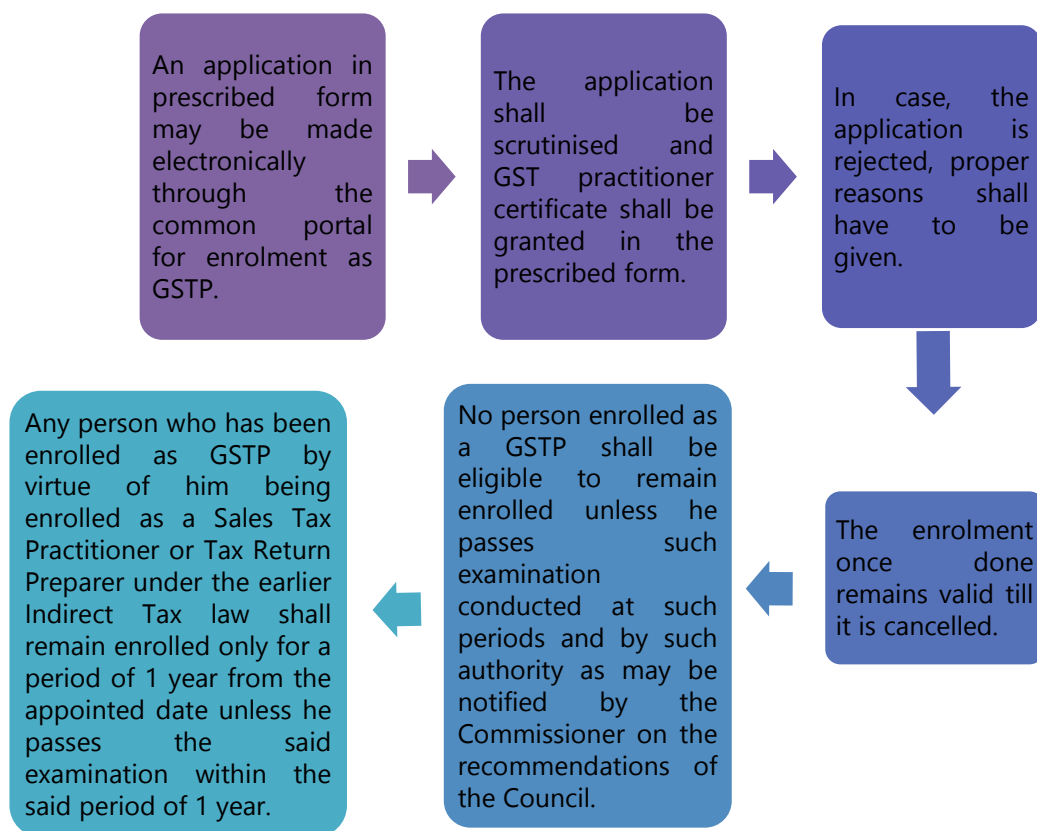 An application in
prescribed form
may be made
electronically
through the
common portal
for enrolment as
GSTP.
The application
shall be
scrutinised and
GST practitioner
certificate shall be
granted in the
prescribed form.
In case, the
application is
rejected, proper
reasons shall
have to be
given.
The enrolment
once done
remains valid till
it is cancelled.
No person enrolled as
a GSTP shall be
eligible to remain
enrolled unless he
passes such
examination
conducted at such
periods and by such
authority as may be
notified by the
Commissioner on the
recommendations of
the Council.
Any person who has been
enrolled as GSTP by
virtue of him being
enrolled as a Sales Tax
Practitioner or Tax Return
Preparer under the earlier
Indirect Tax law shall
remain enrolled only for a
period of 1 year from the
appointed date unless he
passes the said
examination within the
said period of 1 year.